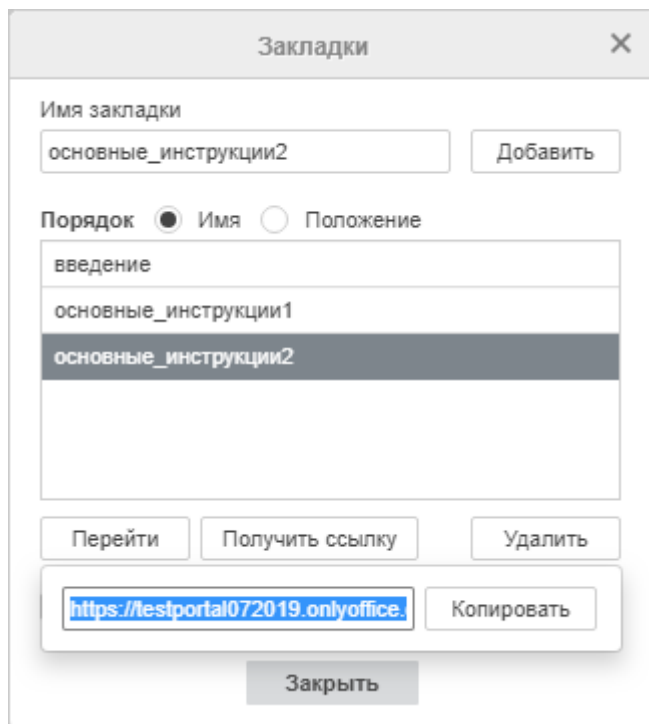 Закладки
Имя закладки
основные_инструкции2 Добавить
Порядок Имя Положение
введение
основные_инструкции1
основные_инструкции2
Перейти Получить ссылку Удалить
https://testportal072019.onlyoffice. Копировать
Закрыть